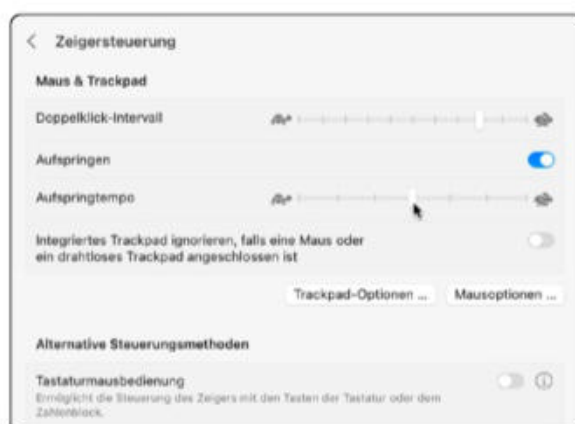 Zeigersteuerung
Maus & Trackpad
Doppelklick-Intervall
Aufspringen
Aufspringtempo
Integriertes Trackpad ignorieren, falls eine Maus oder
ein drahtloses Trackpad angeschlossen ist
Trackpad-Optionen ... Mausoptionen ...
Alternative Steuerungsmethoden
Tastaturmausbedienung
Ermöglicht die Steuerung des Zeigers mit den Tasten der Tastatur oder dem
Zahlenblock.